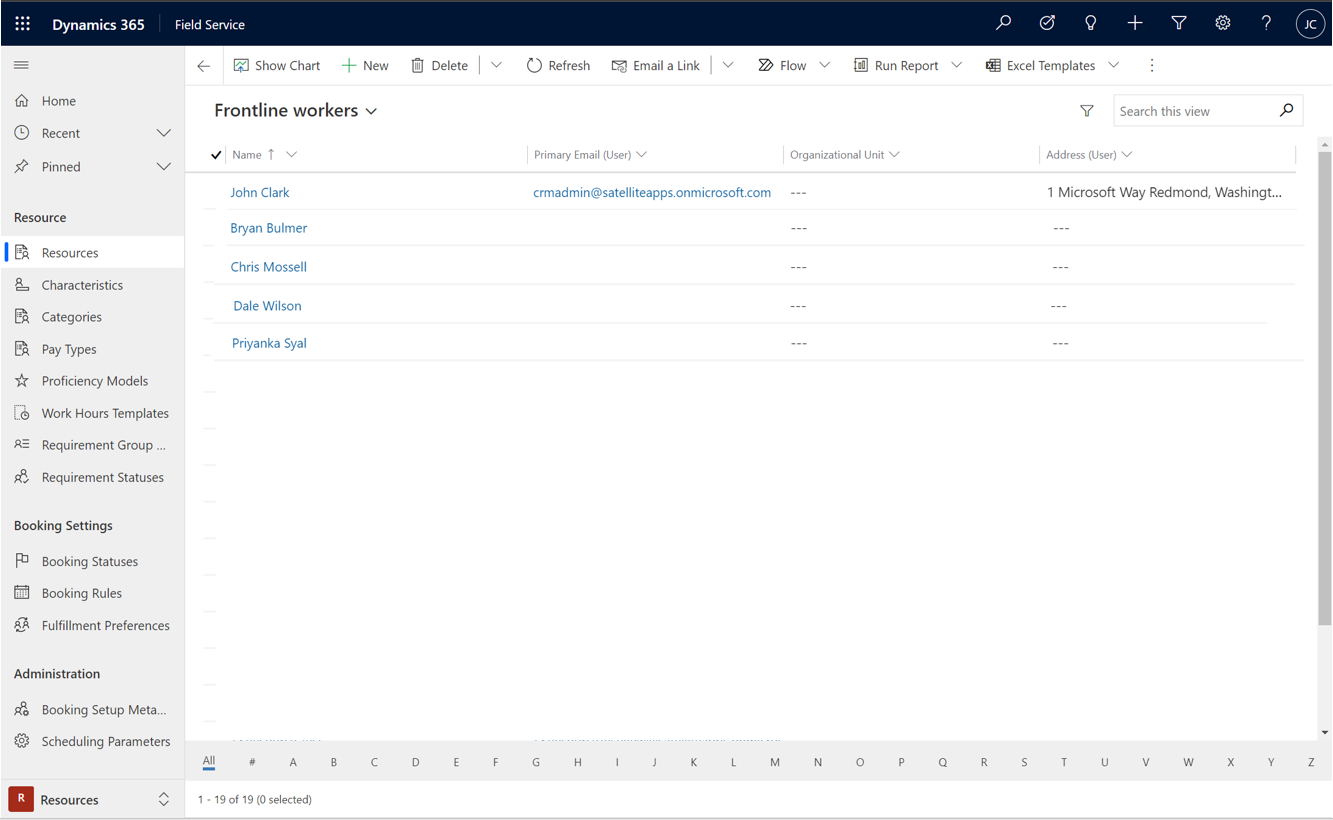 Dynamics 365 Field Service JC
Show Chart New Delete Refresh Email a Link Flow Run Report Excel Templates
Home
Recent
Pinned
Resource
Resources
Characteristics
Categories
Pay Types
Proficiency Models
Work Hours Templates
Requirement Group ...
Requirement Statuses
Booking Settings
Booking Statuses
Booking Rules
Fulfillment Preferences
Administration
Booking Setup Meta...
Scheduling Parameters
R Resources
Frontline workers
Search this view
Name ↑ Primary Email (User) Organizational Unit Address (User)
John Clark crmadmin@satelliteapps.onmicrosoft.com --- 1 Microsoft Way Redmond, Washingt...
Bryan Bulmer --- ---
Chris Mossell --- ---
Dale Wilson --- ---
Priyanka Syal --- ---
All # A B C D E F G H I J K L M N O P Q R S T U V W X Y Z
1 - 19 of 19 (0 selected)